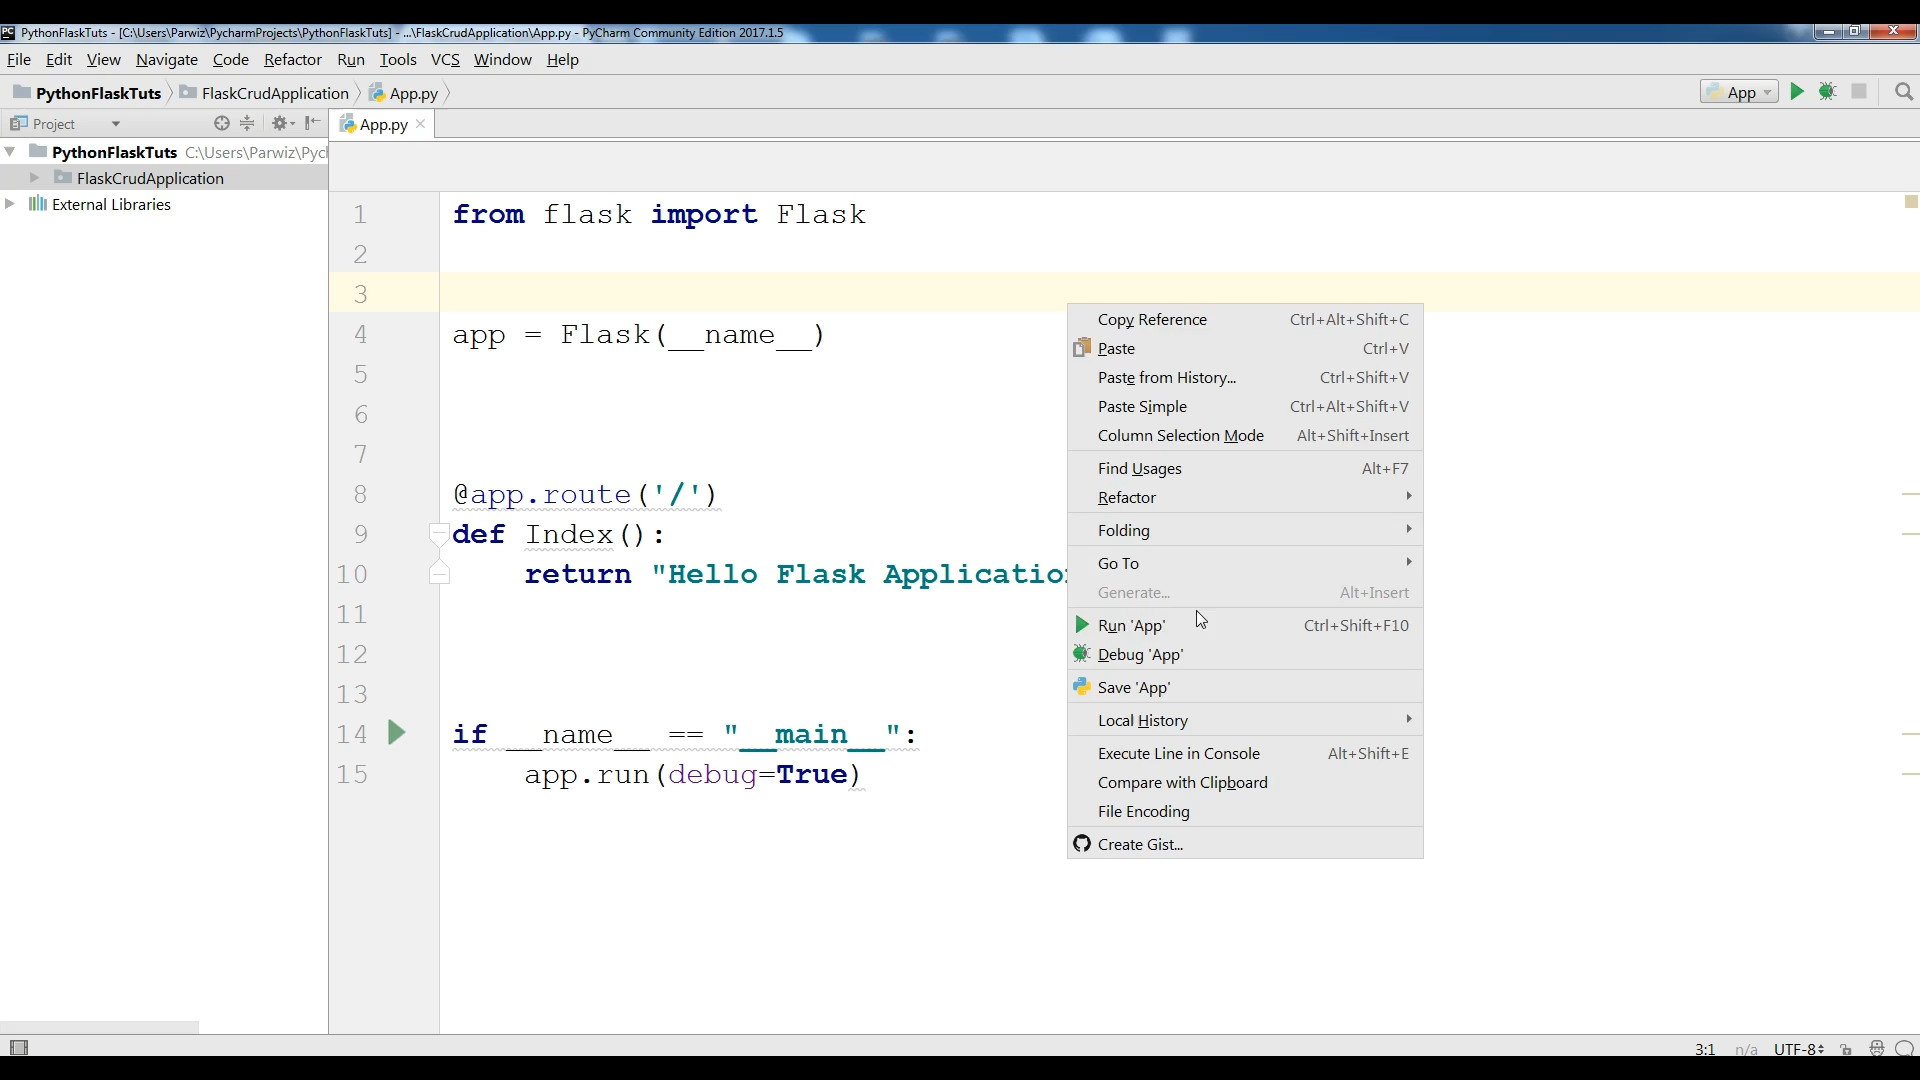 PythonFlaskTuts - [C:\Users\Parwiz\PycharmProjects\PythonFlaskTuts] - ...\FlaskCrudApplication\App.py - PyCharm Community Edition 2017.1.5
File Edit View Navigate Code Refactor Run Tools VCS Window Help
PythonFlaskTuts FlaskCrudApplication App.py App
Project App.py
PythonFlaskTuts C:\Users\Parwiz\Pycl
FlaskCrudApplication
External Libraries
1 from flask import Flask
2
3
4 app = Flask(__name__)
5
6
7
8 @app.route('/')
9 def Index():
10 return "Hello Flask Application
11
12
13
14 if __name__ == "__main__":
15 app.run(debug=True)
Copy Reference Ctrl+Alt+Shift+C
Paste Ctrl+V
Paste from History... Ctrl+Shift+V
Paste Simple Ctrl+Alt+Shift+V
Column Selection Mode Alt+Shift+Insert
Find Usages Alt+F7
Refactor
Folding
Go To
Generate... Alt+Insert
Run 'App' Ctrl+Shift+F10
Debug 'App'
Save 'App'
Local History
Execute Line in Console Alt+Shift+E
Compare with Clipboard
File Encoding
Create Gist...
3:1 n/a UTF-8